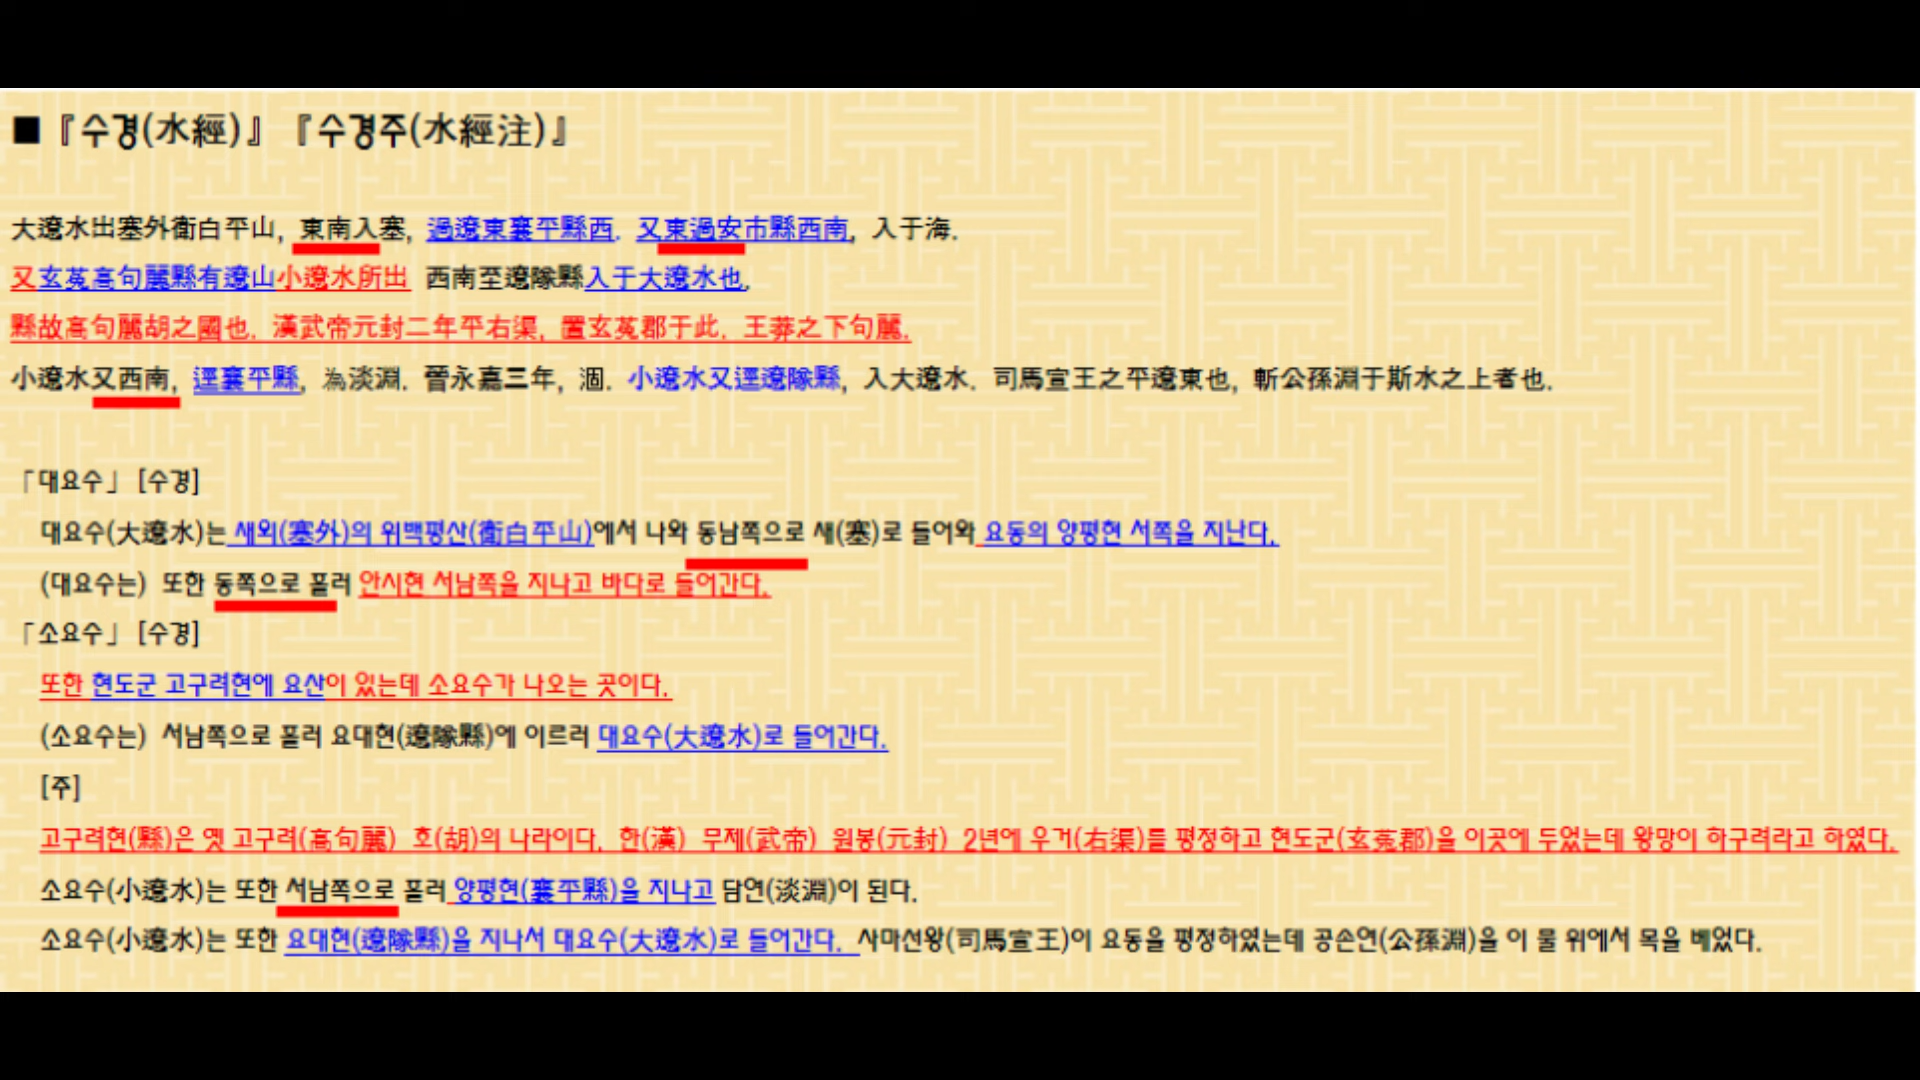 ■『수경(水經)』『수경주(水經注)』
大遼水出塞外衛白平山, 東南入塞, 過遼東襄平縣西. 又東過安市縣西南, 入于海.
又玄菟高句麗縣有遼山小遼水所出 西南至遼隊縣入于大遼水也.
縣故高句麗胡之國也. 漢武帝元封二年平右渠, 置玄菟郡于此. 王莽之下句麗.
小遼水又西南, 逕襄平縣, 為淡淵. 晉永嘉三年, 涸. 小遼水又逕遼隊縣, 入大遼水. 司馬宣王之平遼東也, 斬公孫淵于斯水之上者也.
「대요수」 [수경]
대요수(大遼水)는 새외(塞外)의 위백평산(衛白平山)에서 나와 동남쪽으로 새(塞)로 들어와 요동의 양평현 서쪽을 지난다.
(대요수는) 또한 동쪽으로 흘러 안시현 서남쪽을 지나고 바다로 들어간다.
「소요수」 [수경]
또한 현도군 고구려현에 요산이 있는데 소요수가 나오는 곳이다.
(소요수는) 서남쪽으로 흘러 요대현(遼隊縣)에 이르러 대요수(大遼水)로 들어간다.
[주]
고구려현(縣)은 옛 고구려(高句麗) 호(胡)의 나라이다. 한(漢) 무제(武帝) 원봉(元封) 2년에 우거(右渠)를 평정하고 현도군(玄菟郡)을 이곳에 두었는데 왕망이 하구려라고 하였다.
소요수(小遼水)는 또한 서남쪽으로 흘러 양평현(襄平縣)을 지나고 담연(淡淵)이 된다.
소요수(小遼水)는 또한 요대현(遼隊縣)을 지나서 대요수(大遼水)로 들어간다. 사마선왕(司馬宣王)이 요동을 평정하였는데 공손연(公孫淵)을 이 물 위에서 목을 베었다.